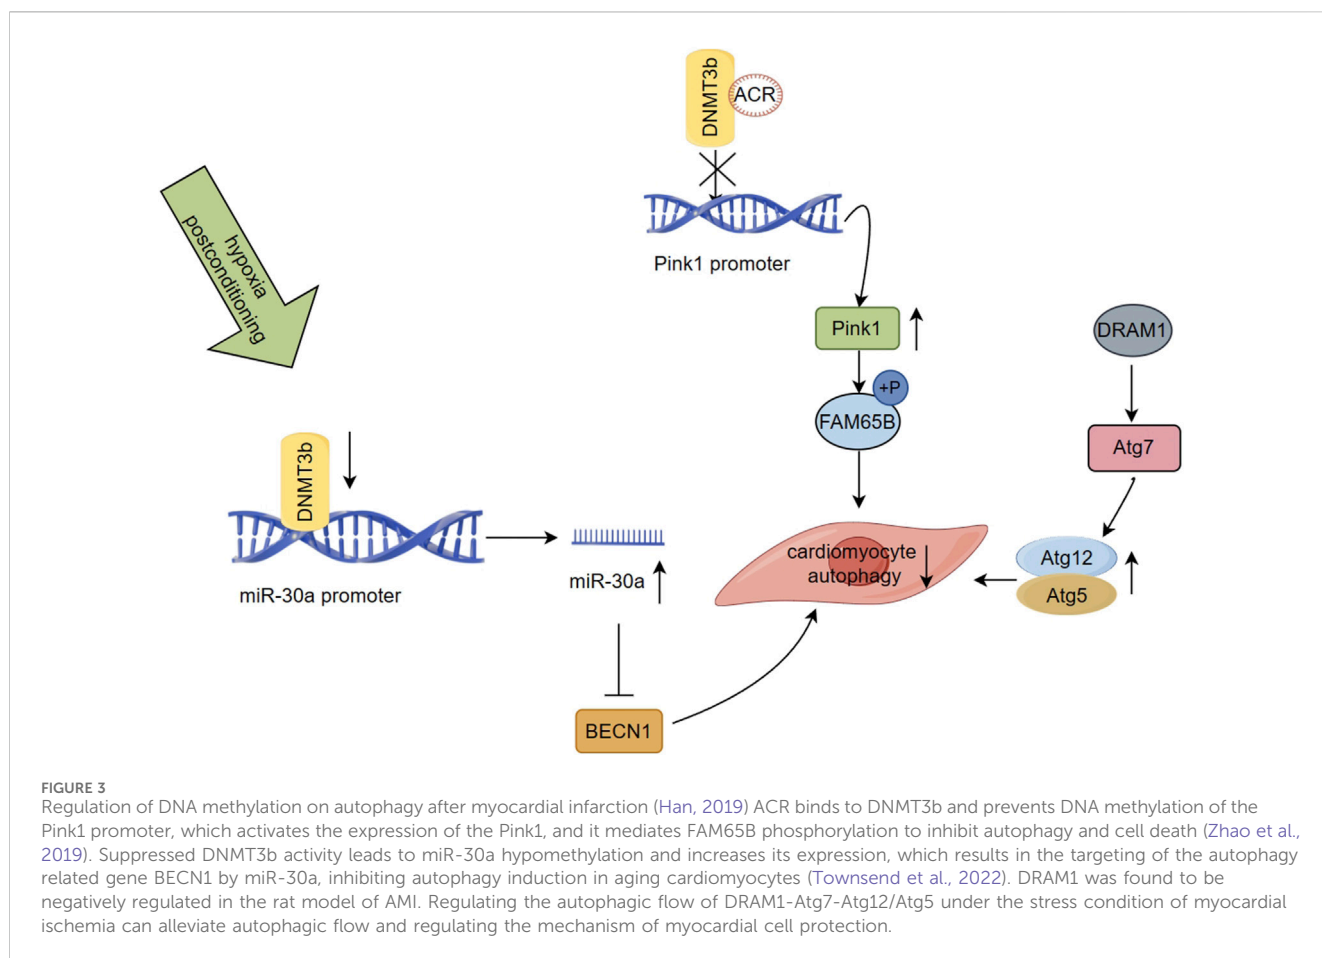 DNMT3b
ACR
Pink1 promoter
hypoxia
postconditioning
Pink1
+P
FAM65B
DRAM1
Atg7
Atg12
Atg5
DNMT3b
miR-30a promoter
miR-30a
cardiomyocyte
autophagy
BECN1
FIGURE 3
Regulation of DNA methylation on autophagy after myocardial infarction (Han, 2019) ACR binds to DNMT3b and prevents DNA methylation of the
Pink1 promoter, which activates the expression of the Pink1, and it mediates FAM65B phosphorylation to inhibit autophagy and cell death (Zhao et al.,
2019). Suppressed DNMT3b activity leads to miR-30a hypomethylation and increases its expression, which results in the targeting of the autophagy
related gene BECN1 by miR-30a, inhibiting autophagy induction in aging cardiomyocytes (Townsend et al., 2022). DRAM1 was found to be
negatively regulated in the rat model of AMI. Regulating the autophagic flow of DRAM1-Atg7-Atg12/Atg5 under the stress condition of myocardial
ischemia can alleviate autophagic flow and regulating the mechanism of myocardial cell protection.